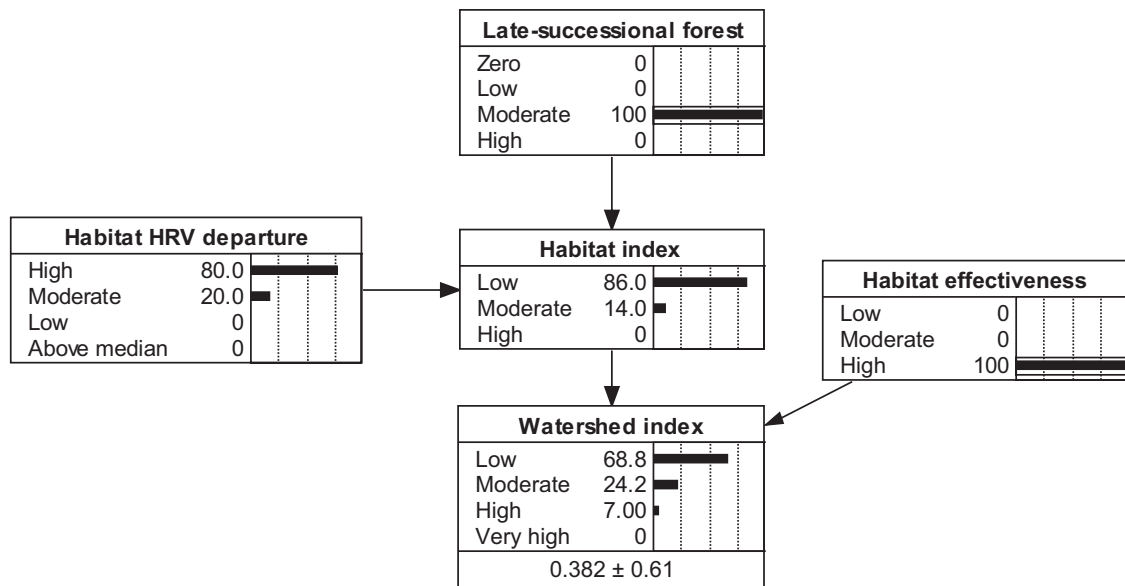 Late-successional forest
Zero 0
Low 0
Moderate 100
High 0
Habitat HRV departure
High 80.0
Moderate 20.0
Low 0
Above median 0
Habitat index
Low 86.0
Moderate 14.0
High 0
Habitat effectiveness
Low 0
Moderate 0
High 100
Watershed index
Low 68.8
Moderate 24.2
High 7.00
Very high 0
0.382 ± 0.61